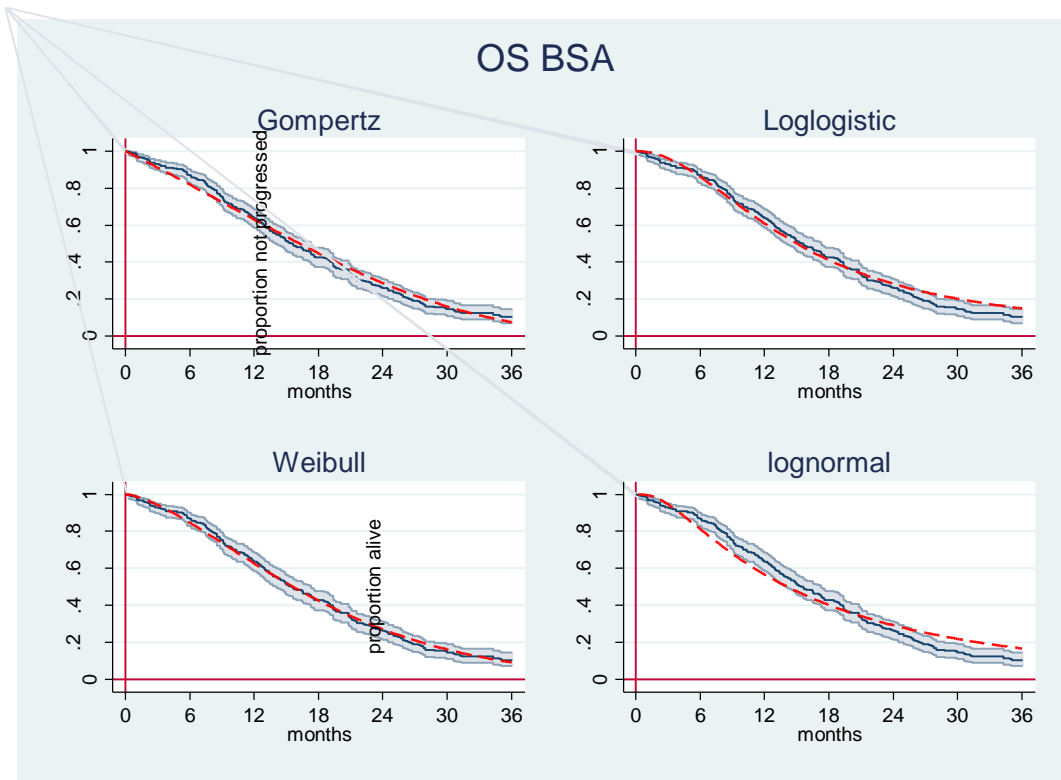 OS BSA
Gompertz
proportion not progressed
1
.8
.6
.4
.2
0
0 6 12 18 24 30 36
months
Loglogistic
1
.8
.6
.4
.2
0
0 6 12 18 24 30 36
months
Weibull
proportion alive
1
.8
.6
.4
.2
0
0 6 12 18 24 30 36
months
lognormal
1
.8
.6
.4
.2
0
0 6 12 18 24 30 36
months